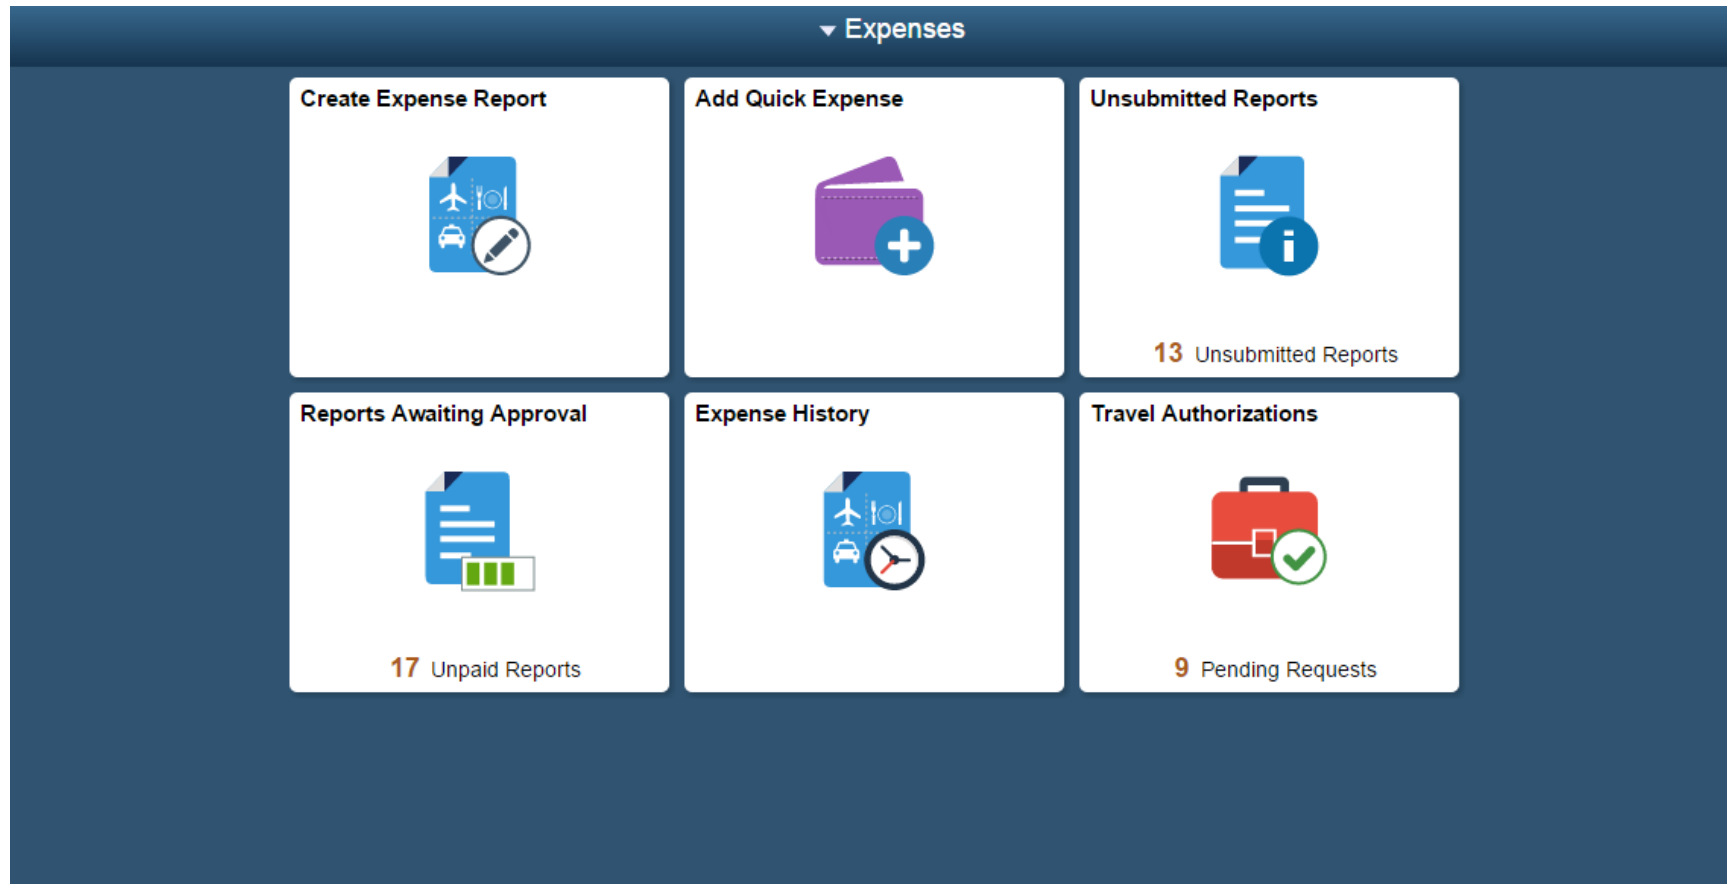 Expenses
Create Expense Report
Add Quick Expense
Unsubmitted Reports
13 Unsubmitted Reports
Reports Awaiting Approval
17 Unpaid Reports
Expense History
Travel Authorizations
9 Pending Requests